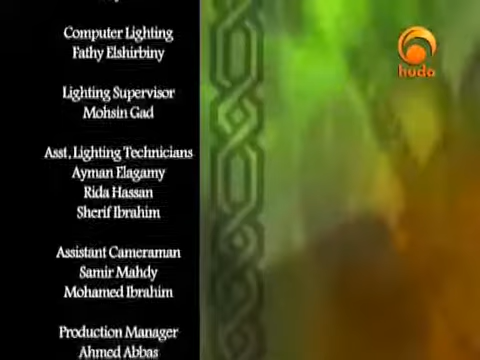 Computer Lighting
Fathy Elshirbiny
Lighting Supervisor
Mohsin Gad
Asst, Lighting Technicians
Ayman Elagamy
Rida Hassan
Sherif Ibrahim
Assistant Cameraman
Samir Mahdy
Mohamed Ibrahim
Production Manager
Ahmed Abbas
huda